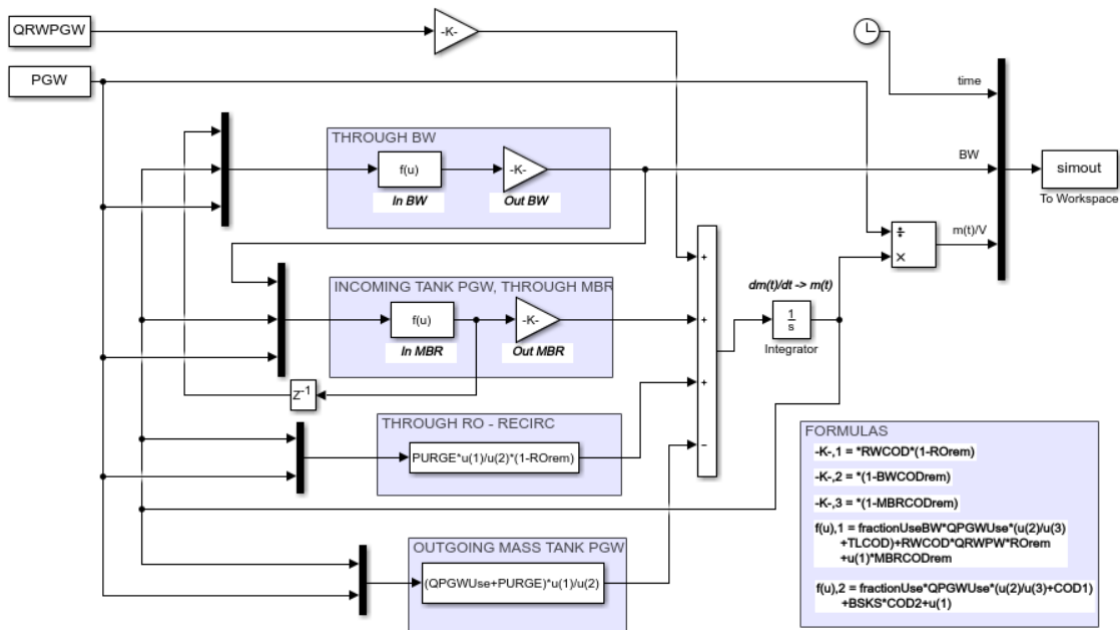 QRWPGW
-K-
PGW
time
THROUGH BW
f(u)
-K-
In BW
Out BW
BW
simout
To Workspace
m(t)/V
÷
×
INCOMING TANK PGW, THROUGH MBR
f(u)
-K-
In MBR
Out MBR
+
+
+
−
dm(t)/dt -> m(t)
1
s
Integrator
Z-1
THROUGH RO - RECIRC
PURGE*u(1)/u(2)*(1-ROrem)
OUTGOING MASS TANK PGW
(QPGWUse+PURGE)*u(1)/u(2)
FORMULAS
-K-,1 = *RWCOD*(1-ROrem)
-K-,2 = *(1-BWCODrem)
-K-,3 = *(1-MBRCODrem)
f(u),1 = fractionUseBW*QPGWUse*(u(2)/u(3)
+TLCOD)+RWCOD*QRWPW*ROrem
+u(1)*MBRCODrem
f(u),2 = fractionUse*QPGWUse*(u(2)/u(3)+COD1)
+BSKS*COD2+u(1)